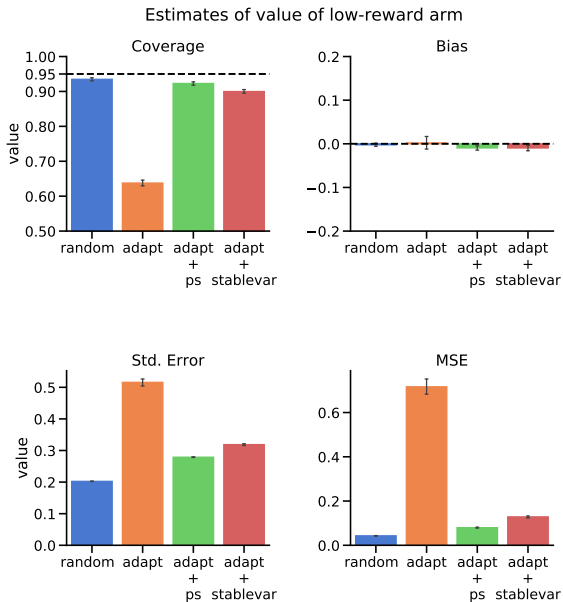 Estimates of value of low-reward arm
Coverage
1.00
0.95
0.90
0.80
0.70
0.60
0.50
value
random
adapt
adapt
+
ps
adapt
+
stablevar
Bias
0.2
0.1
0.0
−0.1
−0.2
random
adapt
adapt
+
ps
adapt
+
stablevar
Std. Error
0.5
0.4
0.3
0.2
0.1
0.0
value
random
adapt
adapt
+
ps
adapt
+
stablevar
MSE
0.6
0.4
0.2
0.0
random
adapt
adapt
+
ps
adapt
+
stablevar